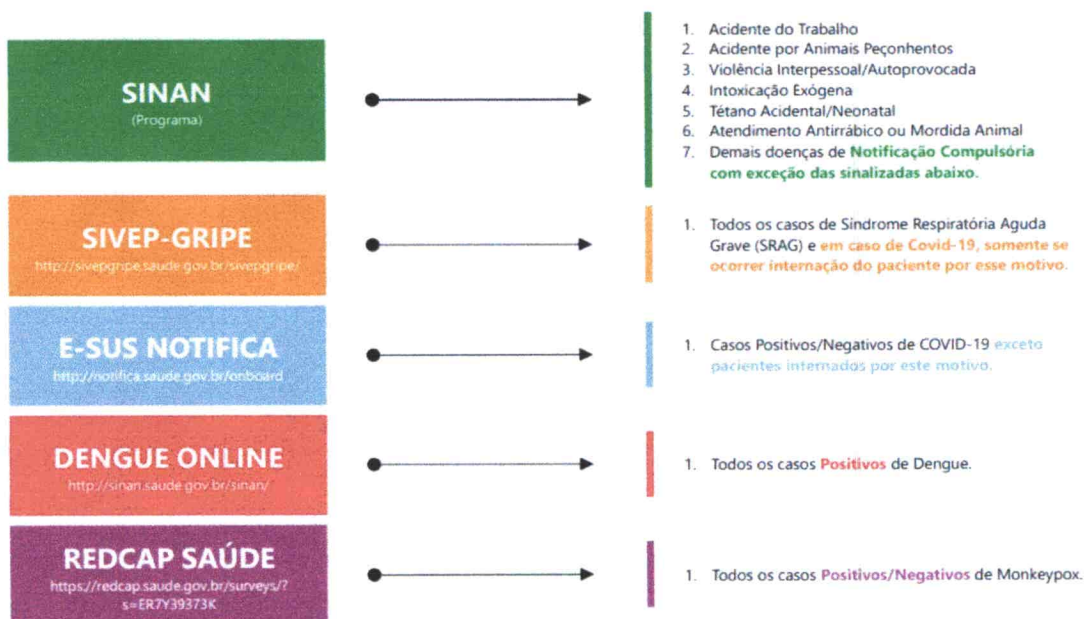 SINAN
(Programa)
1. Acidente do Trabalho
2. Acidente por Animais Peçonhentos
3. Violência Interpessoal/Autoprovocada
4. Intoxicação Exógena
5. Tétano Acidental/Neonatal
6. Atendimento Antirrábico ou Mordida Animal
7. Demais doenças de Notificação Compulsória
com exceção das sinalizadas abaixo.
SIVEP-GRIPE
http://sivepgripe.saude.gov.br/sivepgripe/
1. Todos os casos de Síndrome Respiratória Aguda
Grave (SRAG) e em caso de Covid-19, somente se
ocorrer internação do paciente por esse motivo.
E-SUS NOTIFICA
http://notifica.saude.gov.br/onboard
1. Casos Positivos/Negativos de COVID-19 exceto
pacientes internados por este motivo.
DENGUE ONLINE
http://sinan.saude.gov.br/sinan/
1. Todos os casos Positivos de Dengue.
REDCAP SAÚDE
https://redcap.saude.gov.br/surveys/?
s=ER7Y39373K
1. Todos os casos Positivos/Negativos de Monkeypox.